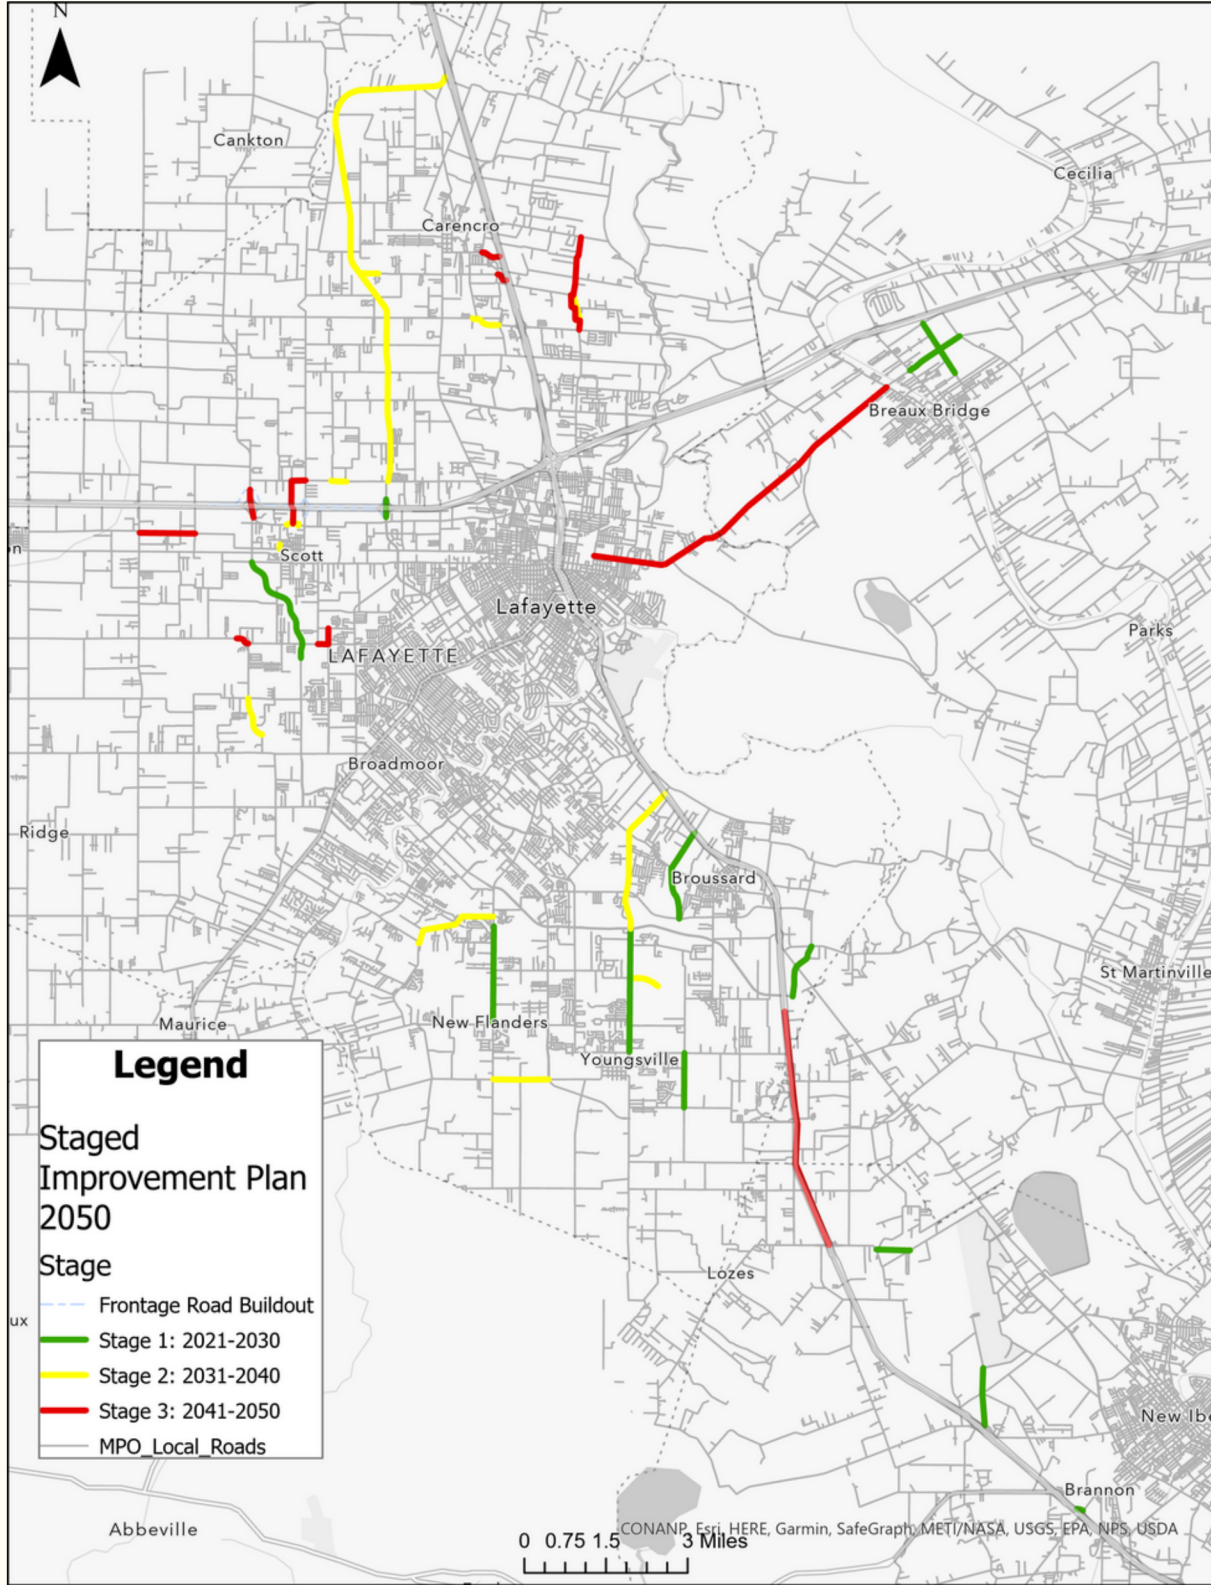 N
Cankton
Cecilia
Carencro
Breaux Bridge
Scott
Lafayette
Parks
LAFAYETTE
Broadmoor
Ridge
Broussard
St Martinville
Maurice
New Flanders
Youngsville
Legend
Staged
Improvement Plan
2050
Stage
Frontage Road Buildout
Stage 1: 2021-2030
Stage 2: 2031-2040
Stage 3: 2041-2050
MPO_Local_Roads
Lozes
ux
New Ibe
Brannon
Abbeville
CONANP, Esri, HERE, Garmin, SafeGraph, METI/NASA, USGS, EPA, NPS, USDA
0 0.75 1.5 3 Miles